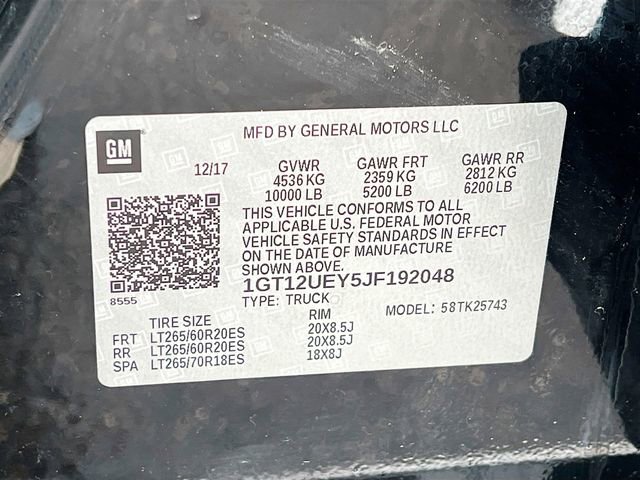 GM
MFD BY GENERAL MOTORS LLC
12/17 GVWR GAWR FRT GAWR RR
4536 KG 2359 KG 2812 KG
10000 LB 5200 LB 6200 LB
THIS VEHICLE CONFORMS TO ALL
APPLICABLE U.S. FEDERAL MOTOR
VEHICLE SAFETY STANDARDS IN EFFECT
ON THE DATE OF MANUFACTURE
SHOWN ABOVE.
8555
1GT12UEY5JF192048
TYPE: TRUCK
MODEL: 58TK25743
TIRE SIZE RIM
FRT LT265/60R20ES 20X8.5J
RR LT265/60R20ES 20X8.5J
SPA LT265/70R18ES 18X8J